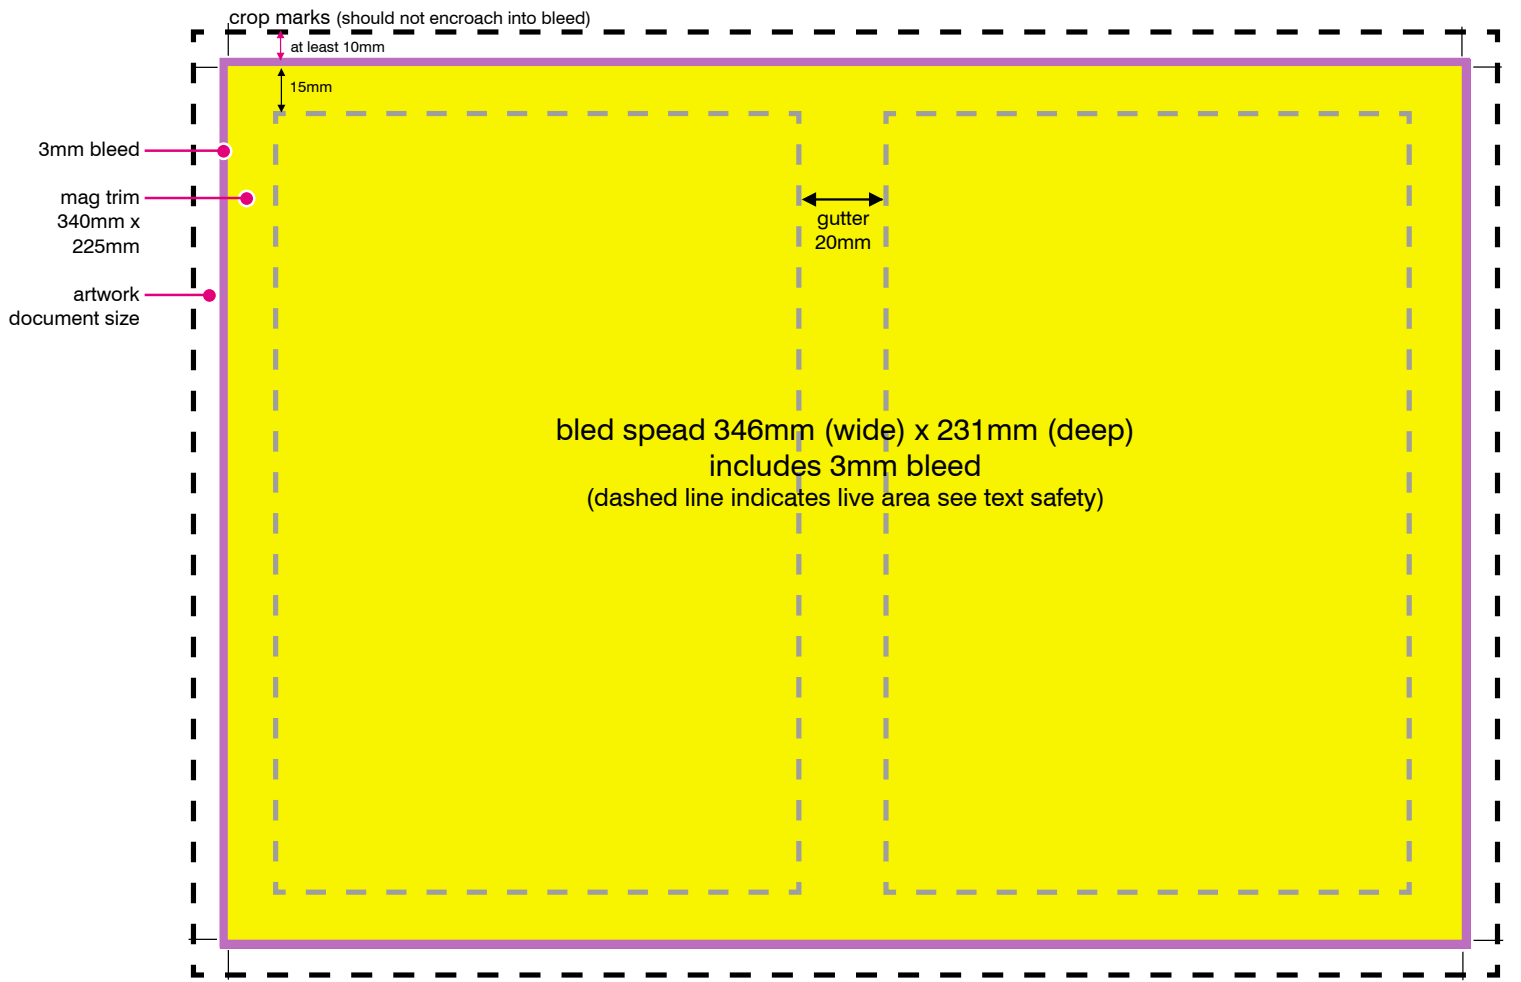 crop marks (should not encroach into bleed)
at least 10mm
15mm
3mm bleed
mag trim
340mm x
225mm
gutter
20mm
artwork
document size
bled spead 346mm (wide) x 231mm (deep)
includes 3mm bleed
(dashed line indicates live area see text safety)